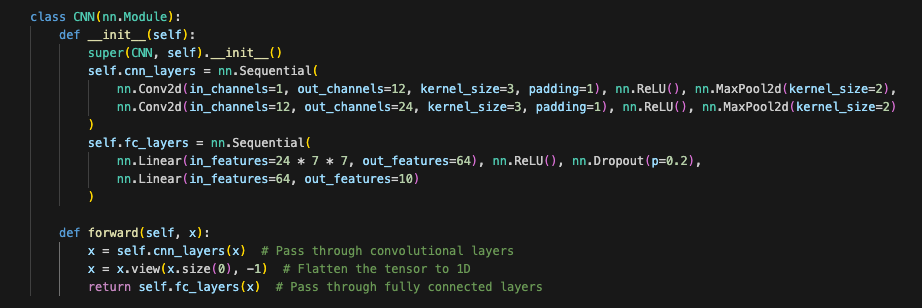 class CNN(nn.Module):
    def __init__(self):
        super(CNN, self).__init__()
        self.cnn_layers = nn.Sequential(
            nn.Conv2d(in_channels=1, out_channels=12, kernel_size=3, padding=1), nn.ReLU(), nn.MaxPool2d(kernel_size=2),
            nn.Conv2d(in_channels=12, out_channels=24, kernel_size=3, padding=1), nn.ReLU(), nn.MaxPool2d(kernel_size=2)
        )
        self.fc_layers = nn.Sequential(
            nn.Linear(in_features=24 * 7 * 7, out_features=64), nn.ReLU(), nn.Dropout(p=0.2),
            nn.Linear(in_features=64, out_features=10)
        )
    def forward(self, x):
        x = self.cnn_layers(x)  # Pass through convolutional layers
        x = x.view(x.size(0), -1)  # Flatten the tensor to 1D
        return self.fc_layers(x)  # Pass through fully connected layers